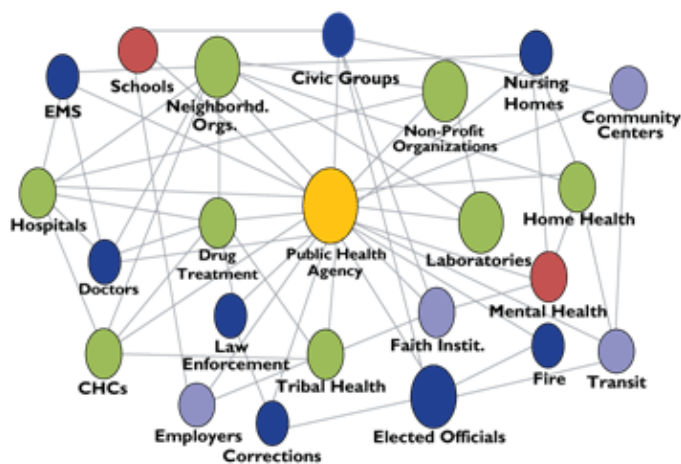 Schools
EMS
Neighborhd.
Orgs.
Civic Groups
Non-Profit
Organizations
Nursing
Homes
Community
Centers
Hospitals
Doctors
Drug
Treatment
Public Health
Agency
Laboratories
Home Health
Mental Health
CHCs
Law
Enforcement
Tribal Health
Faith Instit.
Fire
Transit
Employers
Corrections
Elected Officials